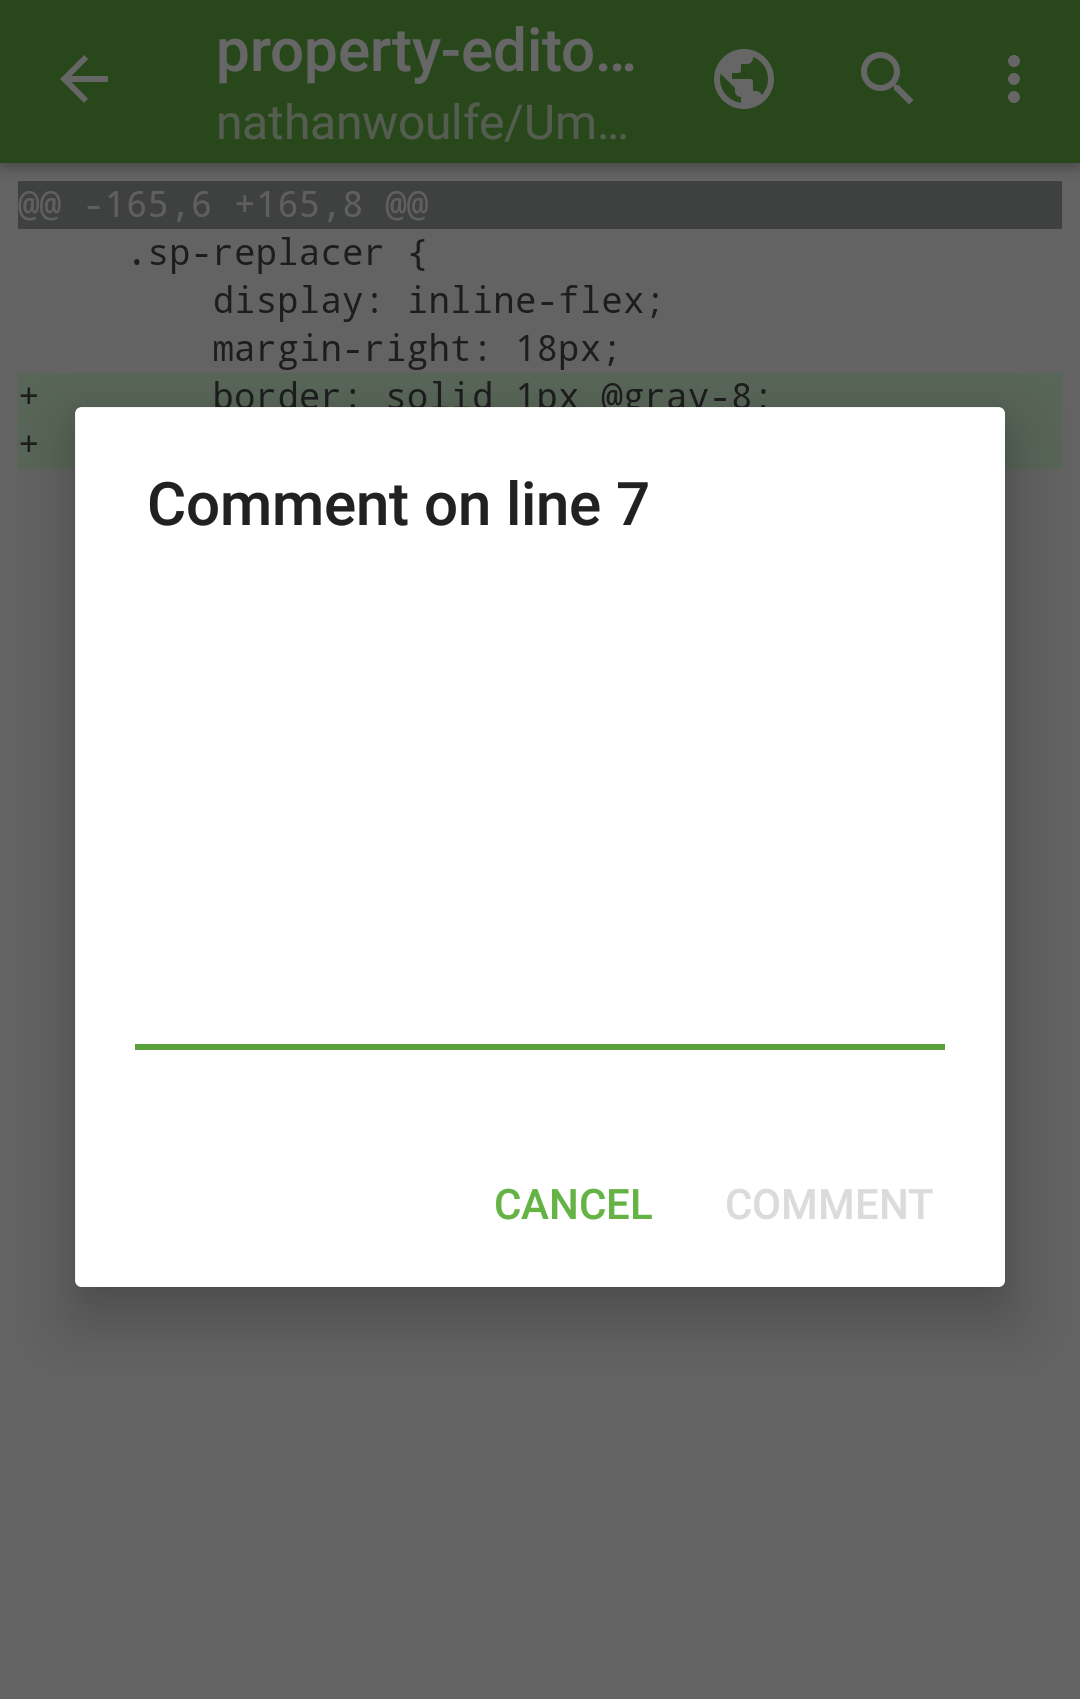 property-edito…
nathanwoulfe/Um…
@@ -165,6 +165,8 @@
.sp-replacer {
display: inline-flex;
margin-right: 18px;
+ border: solid 1px @gray-8;
+
Comment on line 7
CANCEL COMMENT